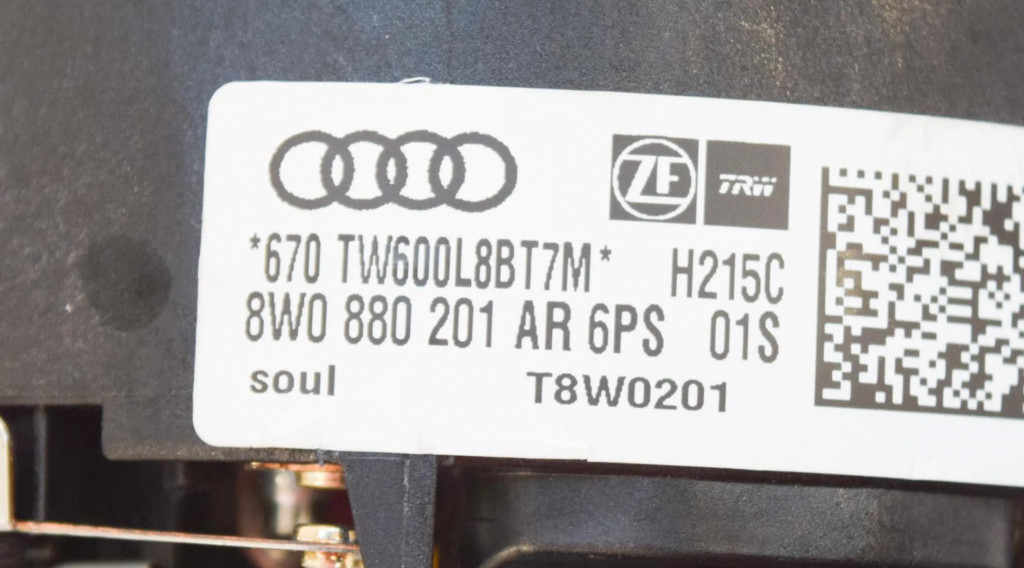 ZF TRW
*670 TW600L8BT7M* H215C
8W0 880 201 AR 6PS 01S
soul T8W0201